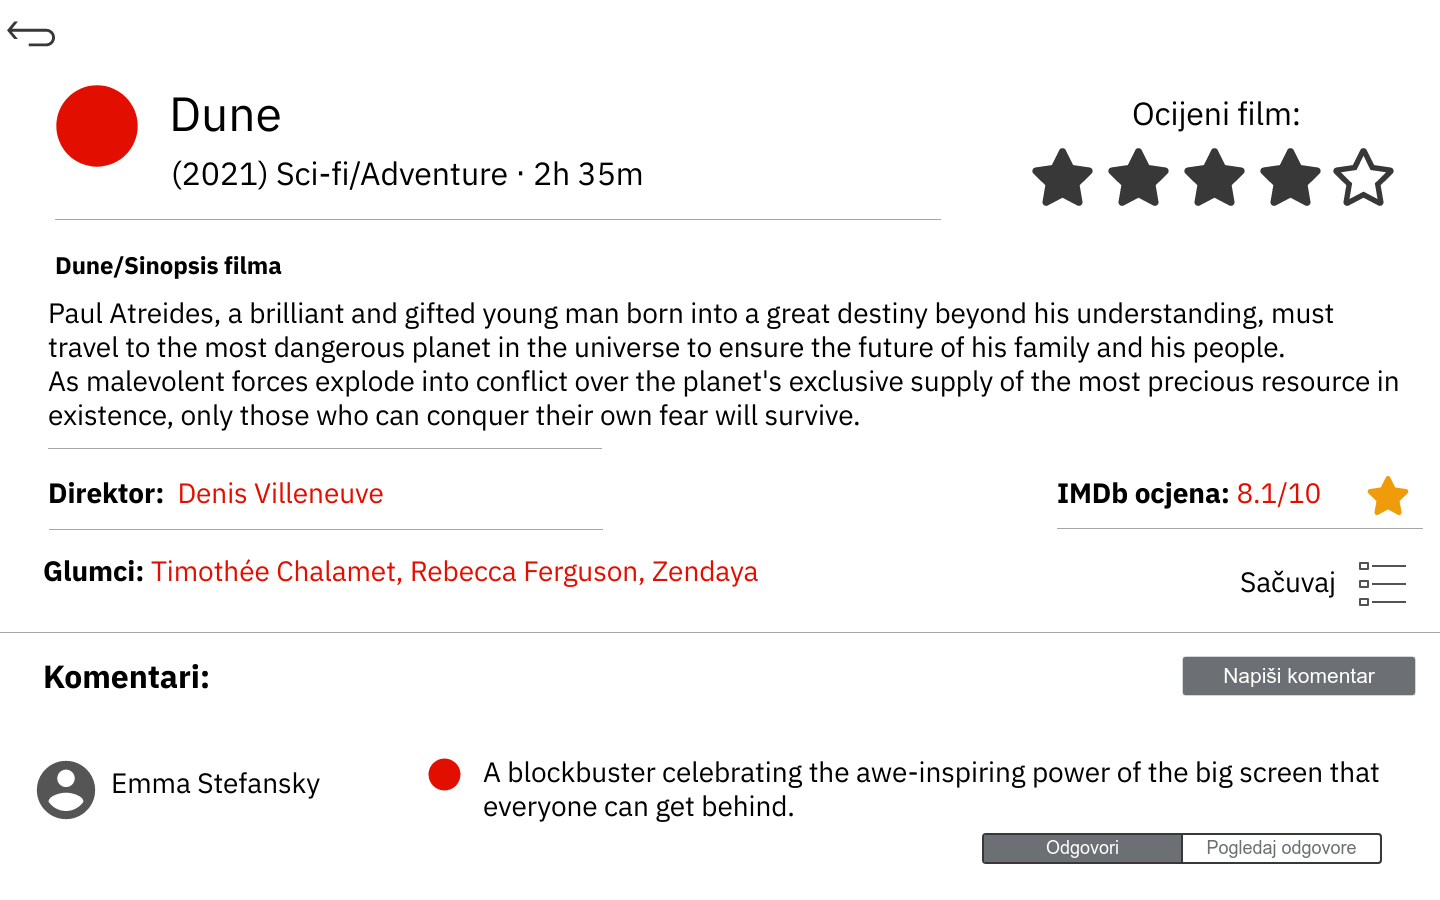 Dune
(2021) Sci-fi/Adventure · 2h 35m
Ocijeni film:
Dune/Sinopsis filma
Paul Atreides, a brilliant and gifted young man born into a great destiny beyond his understanding, must
travel to the most dangerous planet in the universe to ensure the future of his family and his people.
As malevolent forces explode into conflict over the planet's exclusive supply of the most precious resource in
existence, only those who can conquer their own fear will survive.
Direktor: Denis Villeneuve
IMDb ocjena: 8.1/10
Glumci: Timothée Chalamet, Rebecca Ferguson, Zendaya
Sačuvaj
Komentari:
Napiši komentar
Emma Stefansky
A blockbuster celebrating the awe-inspiring power of the big screen that
everyone can get behind.
Odgovori
Pogledaj odgovore